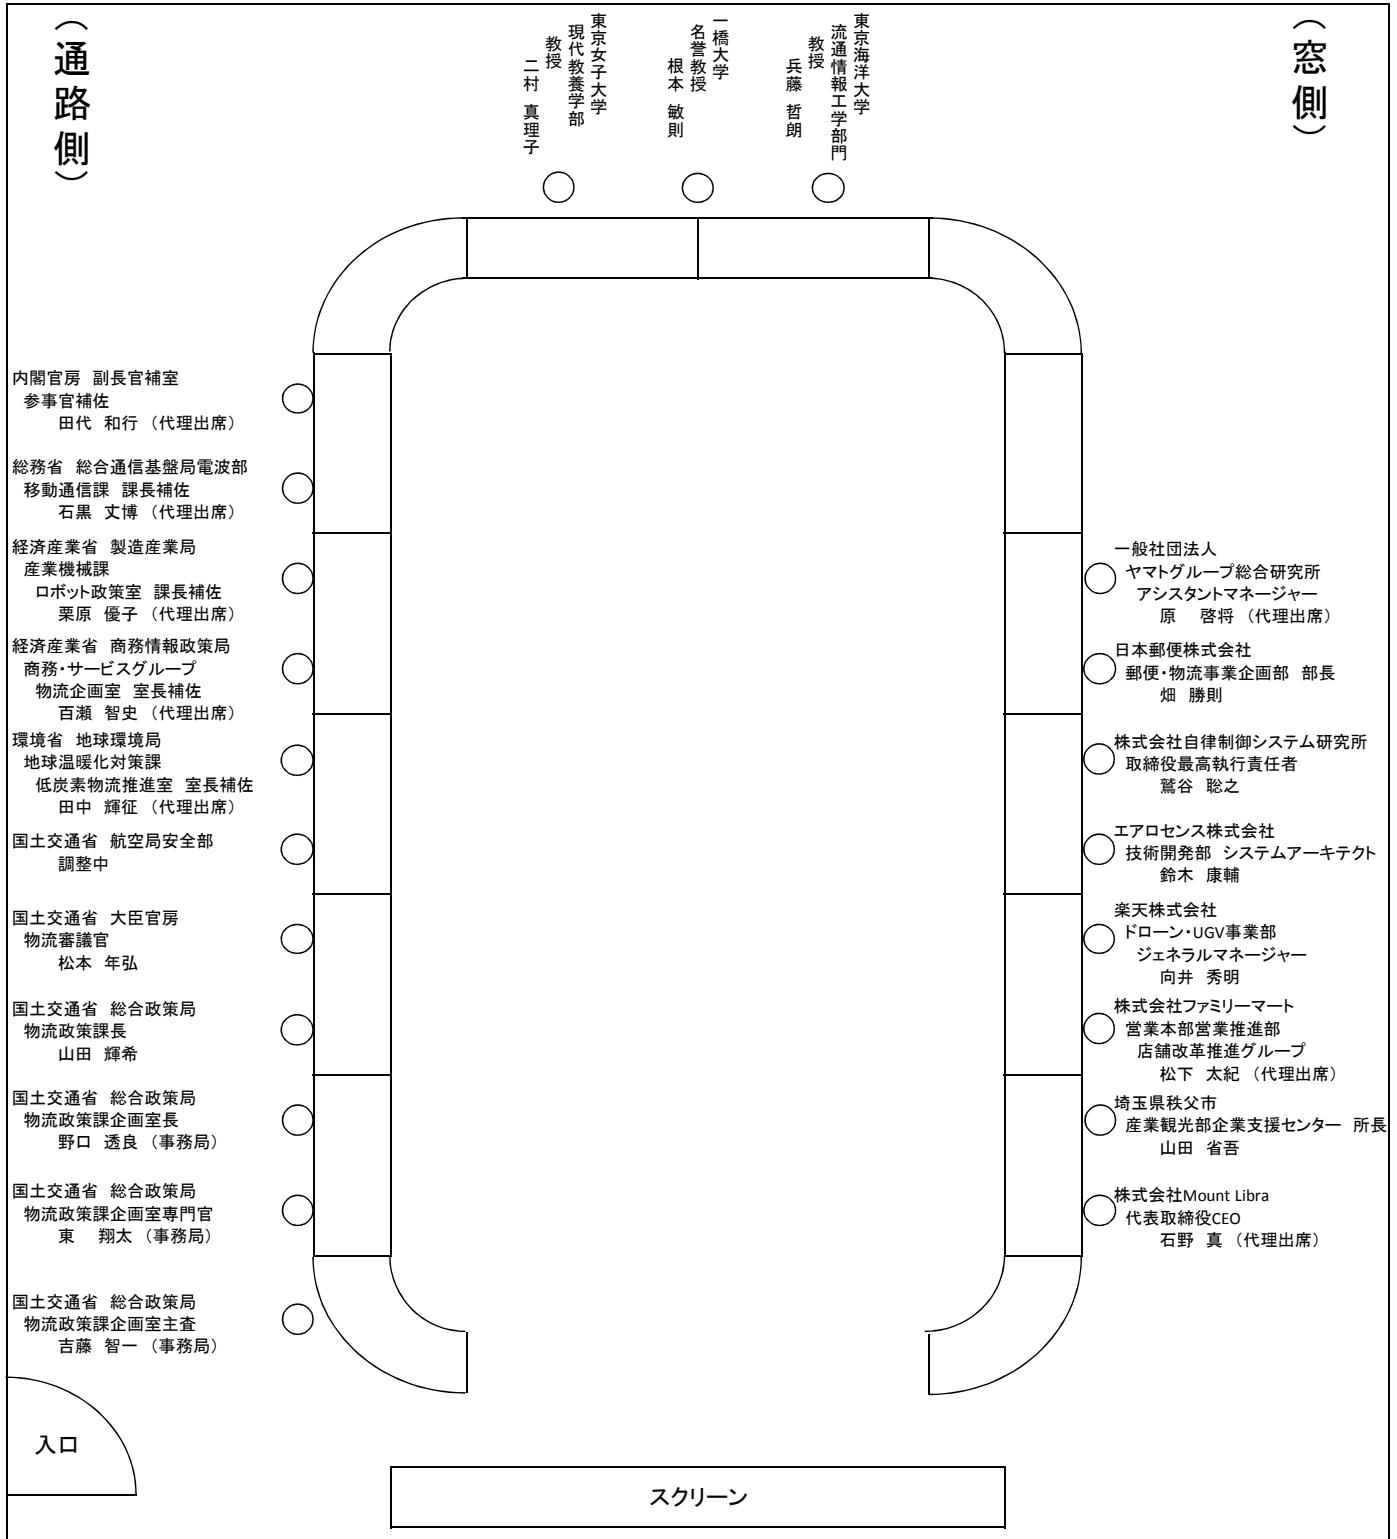 （通路側）
（窓側）
東京女子大学
現代教養学部
教授
二村 真理子
一橋大学
名誉教授
根本 敏則
東京海洋大学
流通情報工学部門
教授
兵藤 哲朗
内閣官房 副長官補室
参事官補佐
田代 和行 （代理出席）
総務省 総合通信基盤局電波部
移動通信課 課長補佐
石黒 丈博 （代理出席）
経済産業省 製造産業局
産業機械課
ロボット政策室 課長補佐
栗原 優子 （代理出席）
経済産業省 商務情報政策局
商務・サービスグループ
物流企画室 室長補佐
百瀬 智史 （代理出席）
環境省 地球環境局
地球温暖化対策課
低炭素物流推進室 室長補佐
田中 輝征 （代理出席）
国土交通省 航空局安全部
調整中
国土交通省 大臣官房
物流審議官
松本 年弘
国土交通省 総合政策局
物流政策課長
山田 輝希
国土交通省 総合政策局
物流政策課企画室長
野口 透良 （事務局）
国土交通省 総合政策局
物流政策課企画室専門官
東 翔太 （事務局）
国土交通省 総合政策局
物流政策課企画室主査
吉藤 智一 （事務局）
一般社団法人
ヤマトグループ総合研究所
アシスタントマネージャー
原 啓将 （代理出席）
日本郵便株式会社
郵便・物流事業企画部 部長
畑 勝則
株式会社自律制御システム研究所
取締役最高執行責任者
鷲谷 聡之
エアロセンス株式会社
技術開発部 システムアーキテクト
鈴木 康輔
楽天株式会社
ドローン・UGV事業部
ジェネラルマネージャー
向井 秀明
株式会社ファミリーマート
営業本部営業推進部
店舗改革推進グループ
松下 太紀 （代理出席）
埼玉県秩父市
産業観光部企業支援センター 所長
山田 省吾
株式会社Mount Libra
代表取締役CEO
石野 真 （代理出席）
入口
スクリーン